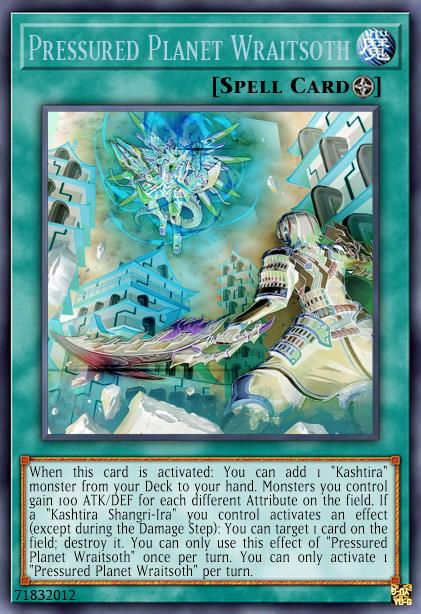 PRESSURED PLANET WRAITSOTH
魔
[SPELL CARD]
When this card is activated: You can add 1 "Kashtira"
monster from your Deck to your hand. Monsters you control
gain 100 ATK/DEF for each different Attribute on the field. If
a "Kashtira Shangri-Ira" you control activates an effect
(except during the Damage Step): You can target 1 card on the
field; destroy it. You can only use this effect of "Pressured
Planet Wraitsoth" once per turn. You can only activate 1
"Pressured Planet Wraitsoth" per turn.
71832012